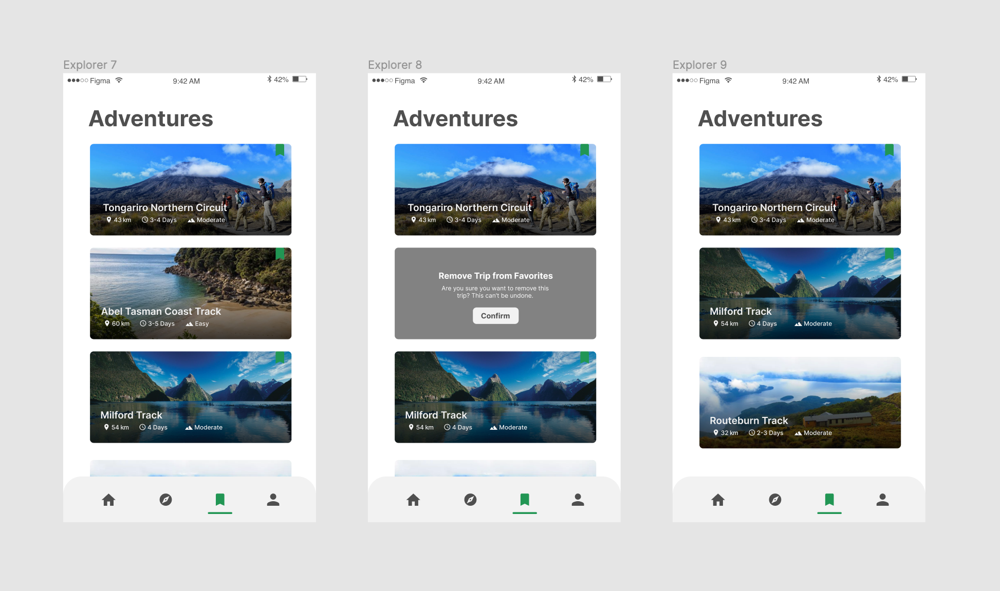 Explorer 7
Figma 9:42 AM 42%
Adventures
Tongariro Northern Circuit
43 km 3-4 Days Moderate
Abel Tasman Coast Track
60 km 3-5 Days Easy
Milford Track
54 km 4 Days Moderate
Explorer 8
Figma 9:42 AM 42%
Adventures
Tongariro Northern Circuit
43 km 3-4 Days Moderate
Remove Trip from Favorites
Are you sure you want to remove this
trip? This can't be undone.
Confirm
Milford Track
54 km 4 Days Moderate
Explorer 9
Figma 9:42 AM 42%
Adventures
Tongariro Northern Circuit
43 km 3-4 Days Moderate
Milford Track
54 km 4 Days Moderate
Routeburn Track
32 km 2-3 Days Moderate